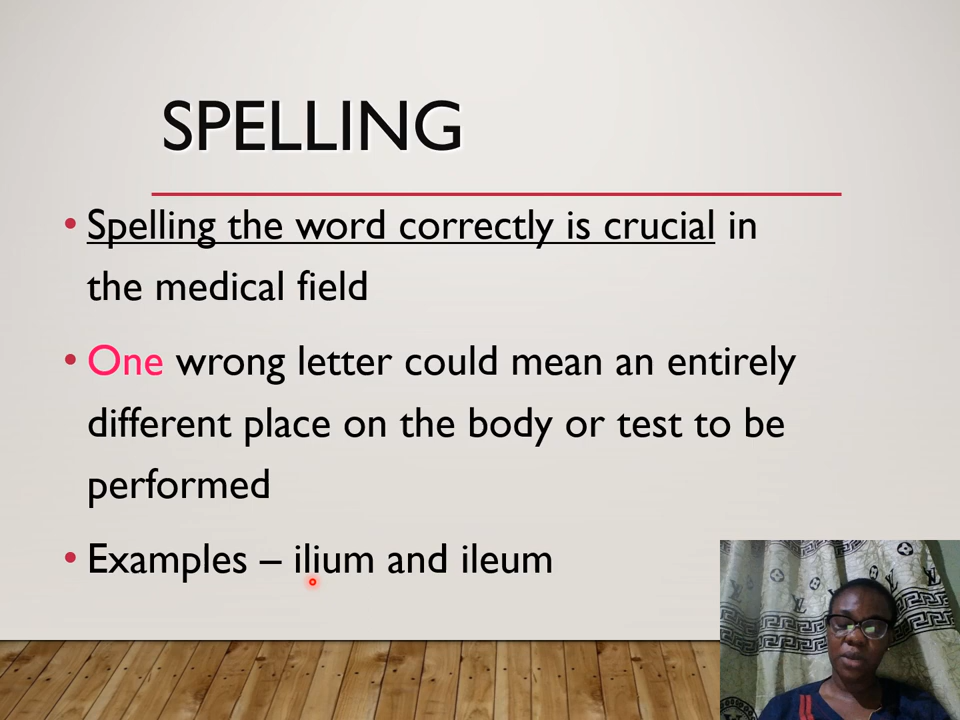 SPELLING
• Spelling the word correctly is crucial in
the medical field
• One wrong letter could mean an entirely
different place on the body or test to be
performed
• Examples – ilium and ileum